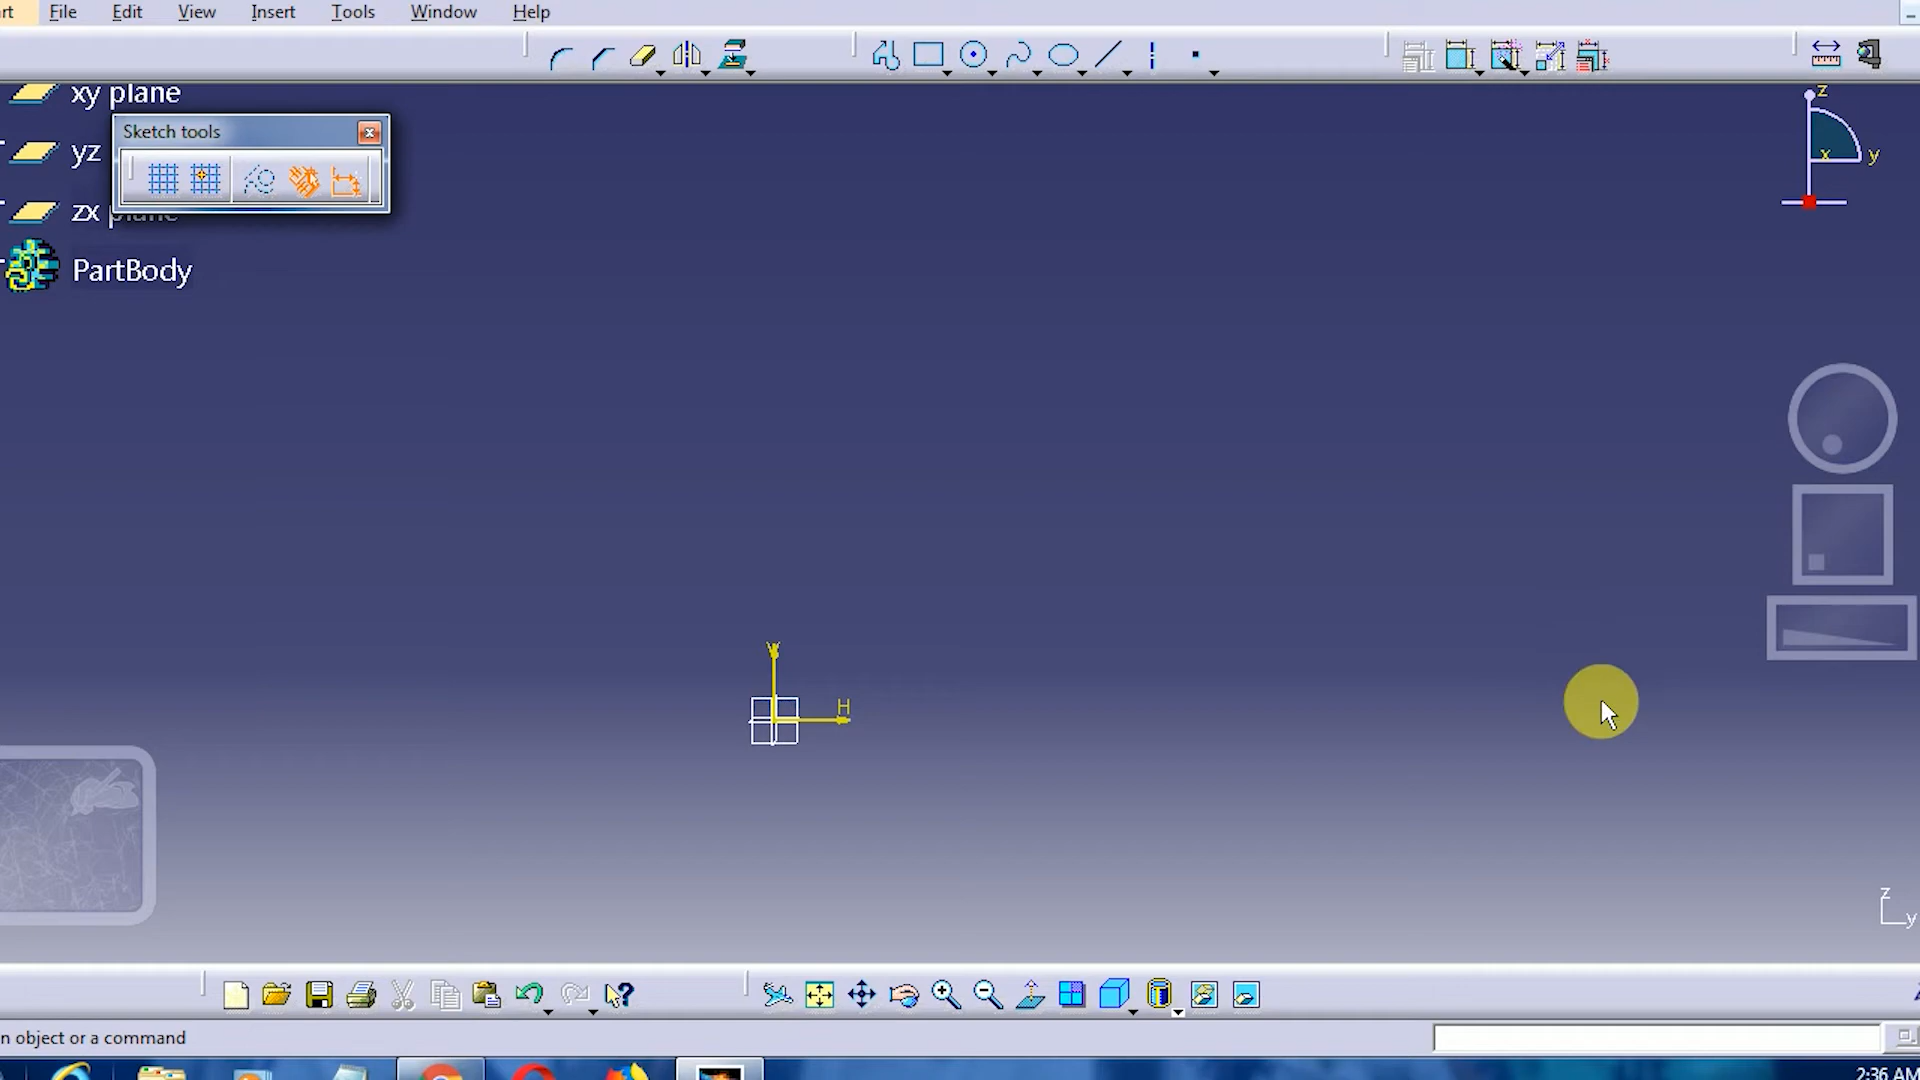 rt File Edit View Insert Tools Window Help
xy plane
Sketch tools
yz
zx plane
PartBody
z
x y
V
H
z
y
n object or a command
2:36 AM